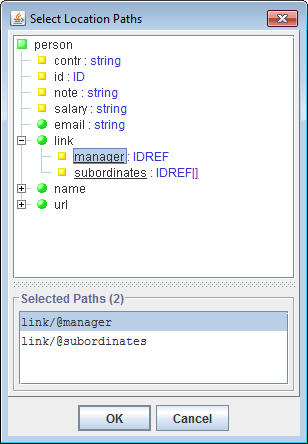 Select Location Paths
person
contr : string
id : ID
note : string
salary : string
email : string
link
manager : IDREF
subordinates : IDREF[]
name
url
Selected Paths (2)
link/@manager
link/@subordinates
OK Cancel